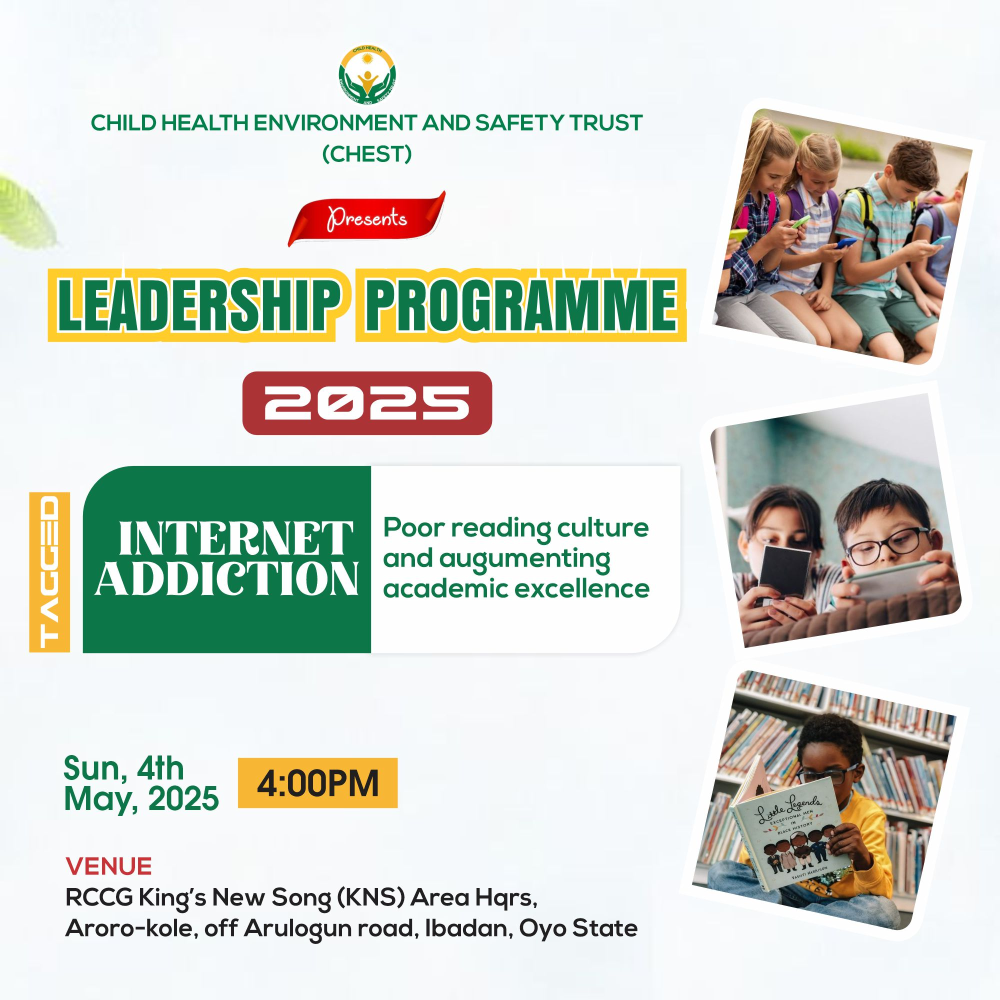 CHILD HEALTH
ENVIRONMENT AND SAFETY TRUST
CHILD HEALTH ENVIRONMENT AND SAFETY TRUST
(CHEST)
Presents
LEADERSHIP PROGRAMME
2025
TAGGED
INTERNET
ADDICTION
Poor reading culture
and augumenting
academic excellence
Sun, 4th
May, 2025
4:00PM
VENUE
RCCG King's New Song (KNS) Area Hqrs,
Aroro-kole, off Arulogun road, Ibadan, Oyo State
Little Legends
EXCEPTIONAL MEN
IN
BLACK HISTORY
VASHTI HARRISON